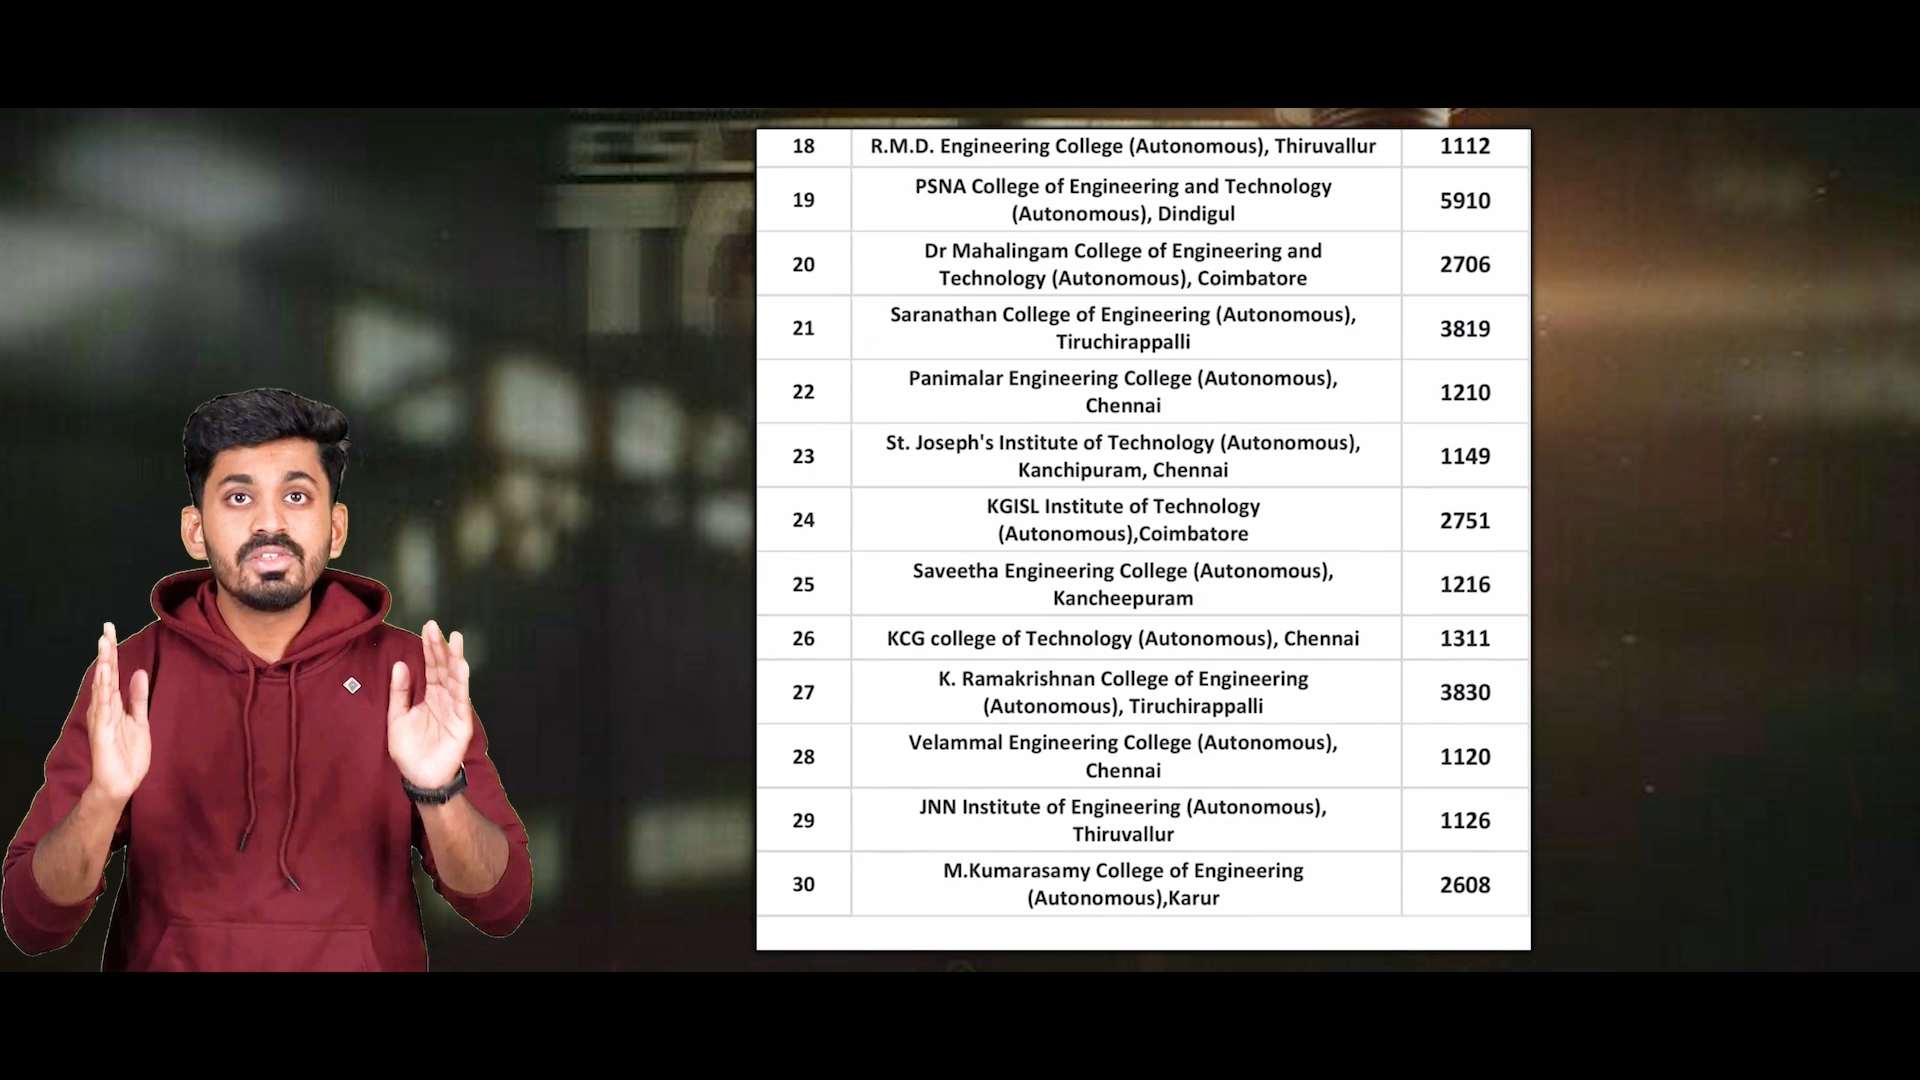 18 R.M.D. Engineering College (Autonomous), Thiruvallur 1112
19 PSNA College of Engineering and Technology (Autonomous), Dindigul 5910
20 Dr Mahalingam College of Engineering and Technology (Autonomous), Coimbatore 2706
21 Saranathan College of Engineering (Autonomous), Tiruchirappalli 3819
22 Panimalar Engineering College (Autonomous), Chennai 1210
23 St. Joseph's Institute of Technology (Autonomous), Kanchipuram, Chennai 1149
24 KGISL Institute of Technology (Autonomous),Coimbatore 2751
25 Saveetha Engineering College (Autonomous), Kancheepuram 1216
26 KCG college of Technology (Autonomous), Chennai 1311
27 K. Ramakrishnan College of Engineering (Autonomous), Tiruchirappalli 3830
28 Velammal Engineering College (Autonomous), Chennai 1120
29 JNN Institute of Engineering (Autonomous), Thiruvallur 1126
30 M.Kumarasamy College of Engineering (Autonomous),Karur 2608